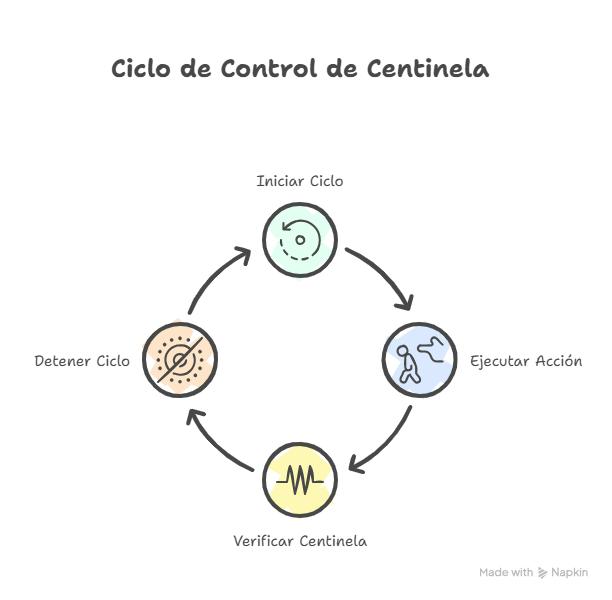 Ciclo de Control de Centinela
Iniciar Ciclo
Detener Ciclo
Ejecutar Acción
Verificar Centinela
Made with Napkin